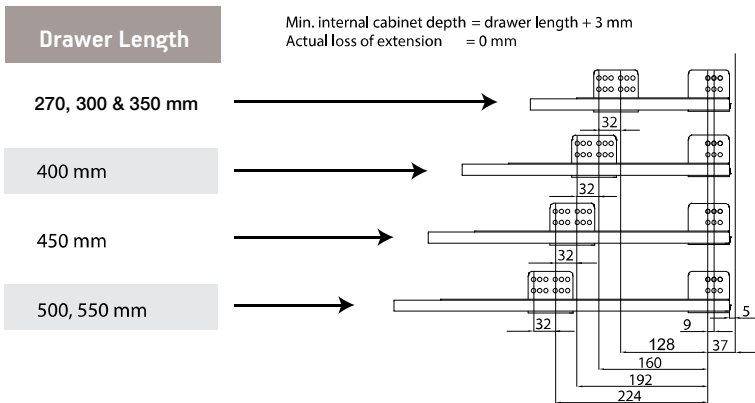 Drawer Length
Min. internal cabinet depth = drawer length + 3 mm
Actual loss of extension = 0 mm
270, 300 & 350 mm
32
400 mm
32
450 mm
32
500, 550 mm
32
9
5
128
37
160
192
224